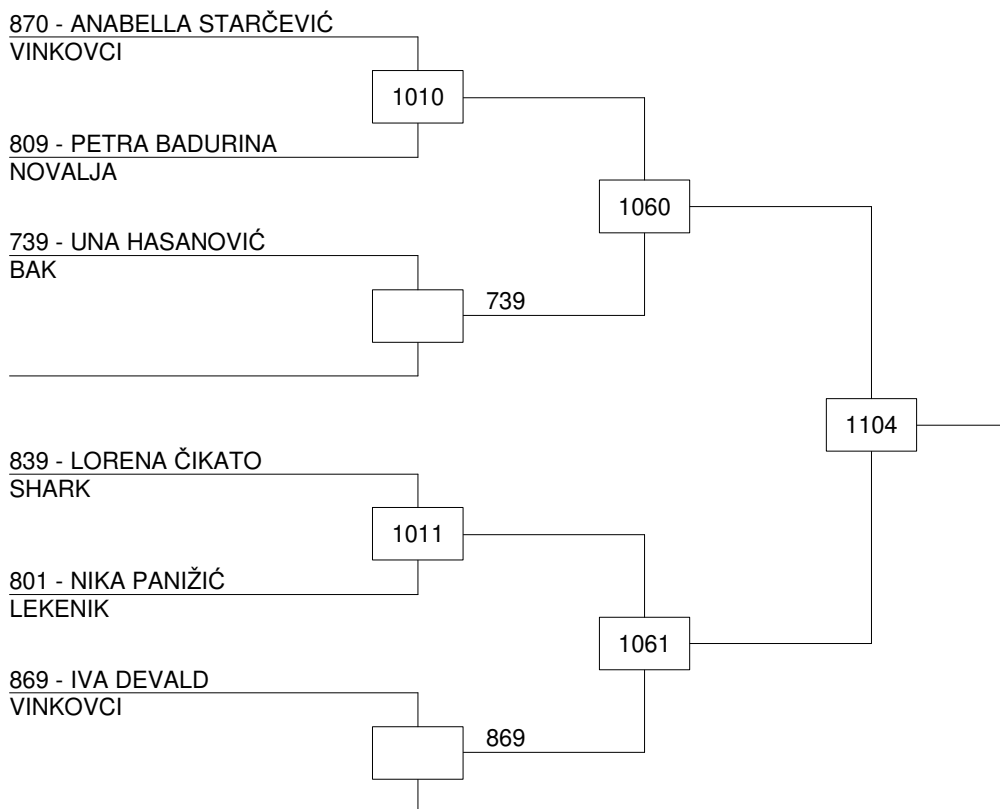 870 - ANABELLA STARČEVIĆ
VINKOVCI
1010
809 - PETRA BADURINA
NOVALJA
1060
739 - UNA HASANOVIĆ
BAK
739
1104
839 - LORENA ČIKATO
SHARK
1011
801 - NIKA PANIŽIĆ
LEKENIK
1061
869 - IVA DEVALD
VINKOVCI
869